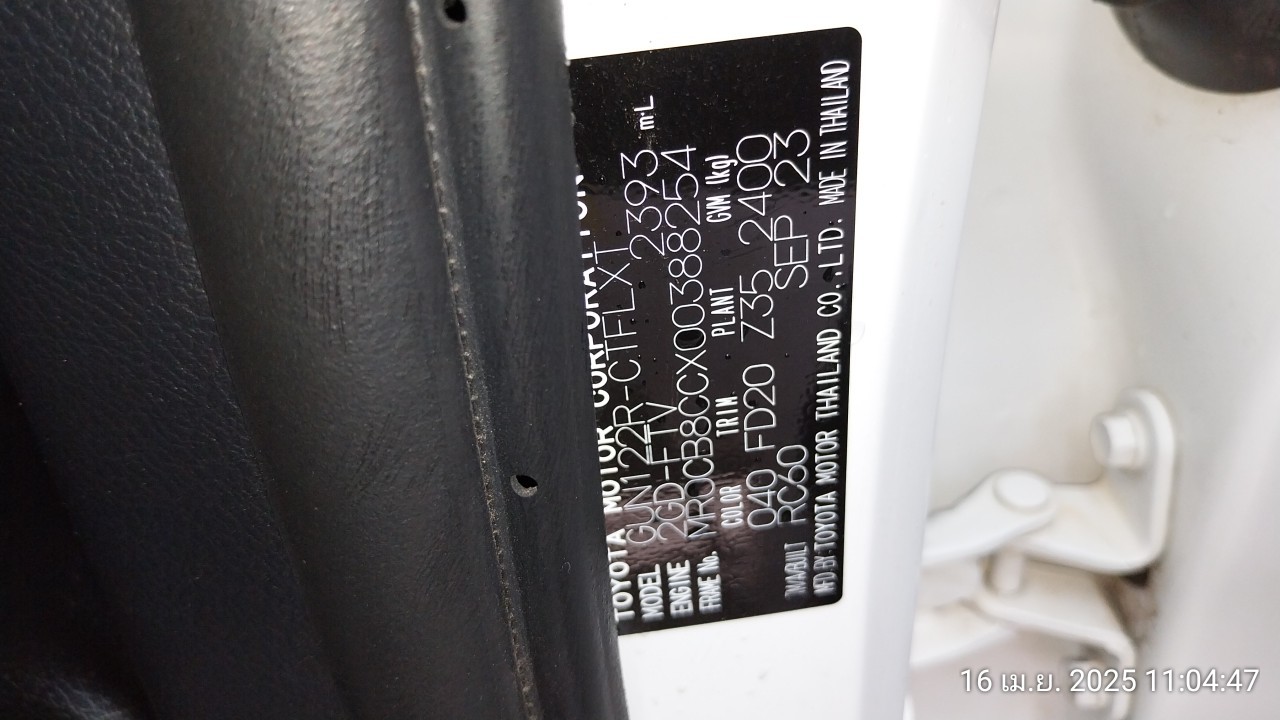 TOYOTA MOTOR CORPORATION
MODEL GUN122R-CTFLXT
ENGINE 2GD-FTV 2393 m·L
FRAME No. MR0CB8CCX00388254
COLOR TRIM PLANT GVM (kg)
040 FD20 Z35 2400
T/A/BUILT RC60 SEP 23
MFD BY:TOYOTA MOTOR THAILAND CO.,LTD. MADE IN THAILAND
16 เม.ย. 2025 11:04:47